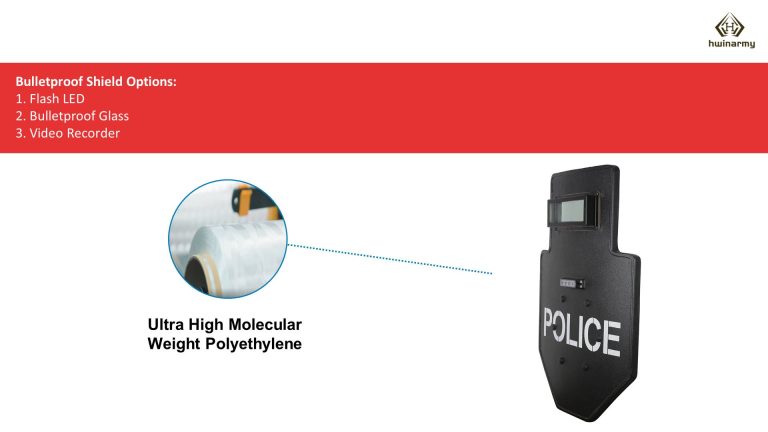 hwinarmy
Bulletproof Shield Options:
1. Flash LED
2. Bulletproof Glass
3. Video Recorder
Ultra High Molecular
Weight Polyethylene
POLICE